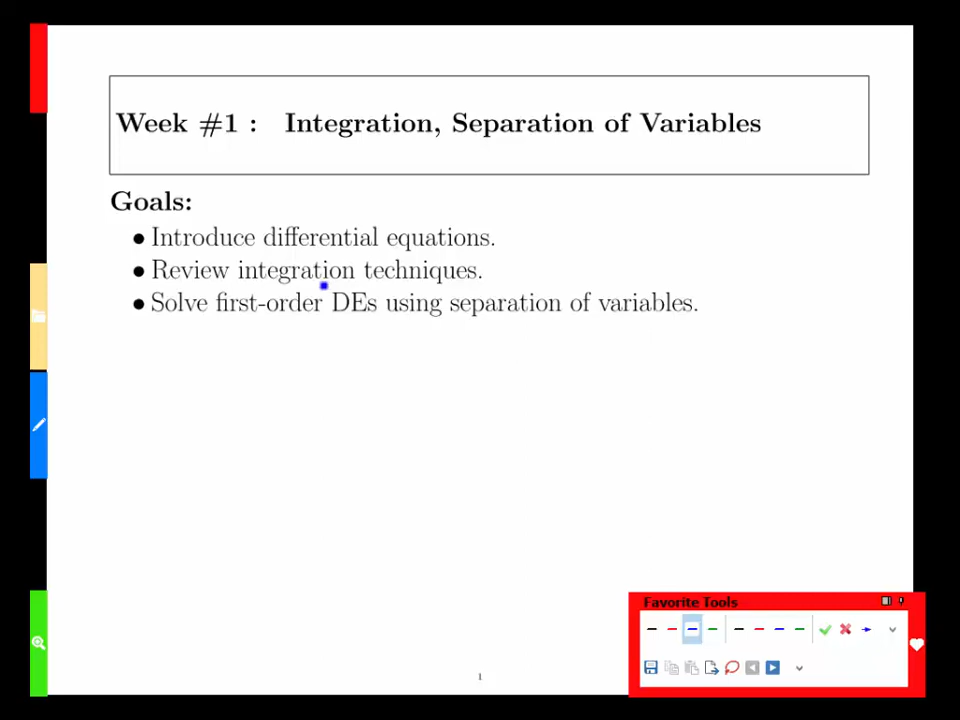 Week #1 : Integration, Separation of Variables
Goals:
• Introduce differential equations.
• Review integration techniques.
• Solve first-order DEs using separation of variables.
Favorite Tools
1